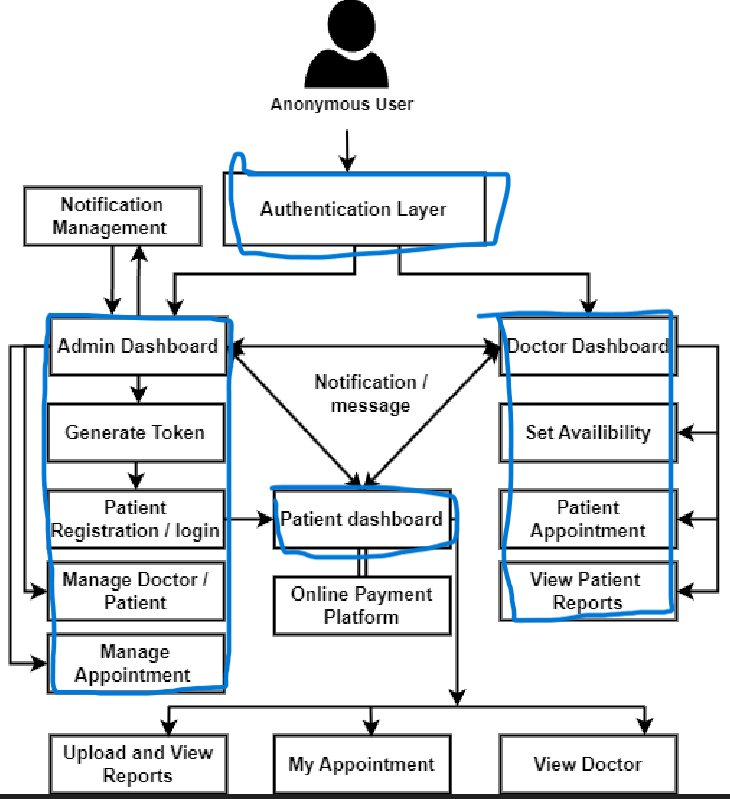 Anonymous User
Authentication Layer
Notification
Management
Admin Dashboard
Doctor Dashboard
Notification /
message
Generate Token
Set Availibility
Patient
Registration / login
Patient dashboard
Patient
Appointment
Manage Doctor /
Patient
Online Payment
Platform
View Patient
Reports
Manage
Appointment
Upload and View
Reports
My Appointment
View Doctor